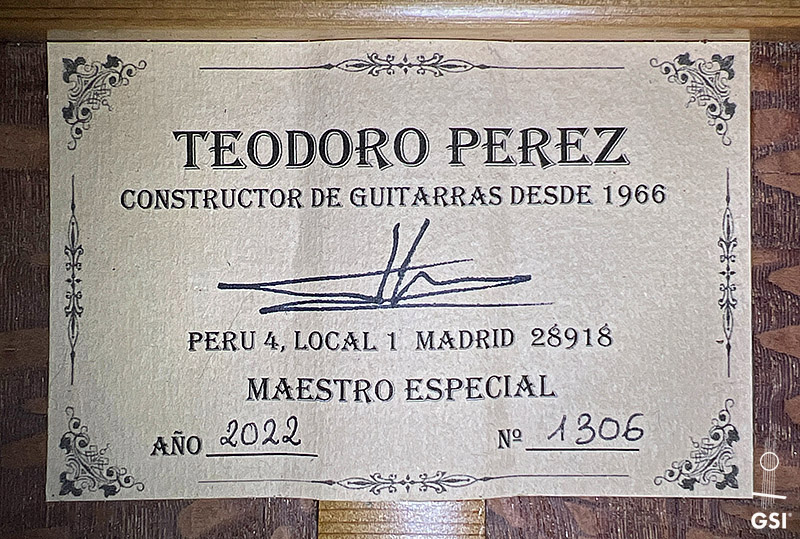 TEODORO PEREZ
CONSTRUCTOR DE GUITARRAS DESDE 1966
PERU 4, LOCAL 1 MADRID 28918
MAESTRO ESPECIAL
AÑO 2022 Nº 1306
GSI